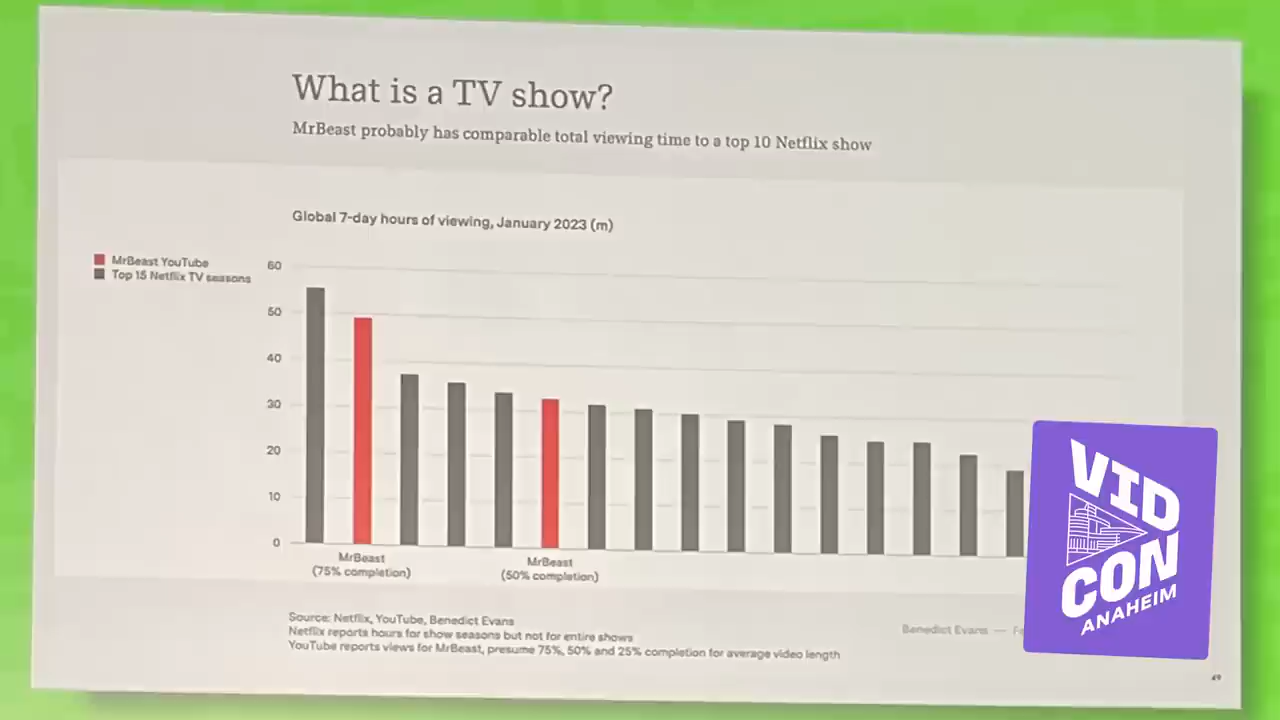 What is a TV show?
MrBeast probably has comparable total viewing time to a top 10 Netflix show
Global 7-day hours of viewing, January 2023 (m)
MrBeast YouTube
Top 15 Netflix TV seasons
60
50
40
30
20
10
0
MrBeast
(75% completion)
MrBeast
(50% completion)
Source: Netflix, YouTube, Benedict Evans
Netflix reports hours for show seasons but not for entire shows
YouTube reports views for MrBeast, presume 75%, 50% and 25% completion for average video length
Benedict Evans —
VID
CON
ANAHEIM
49